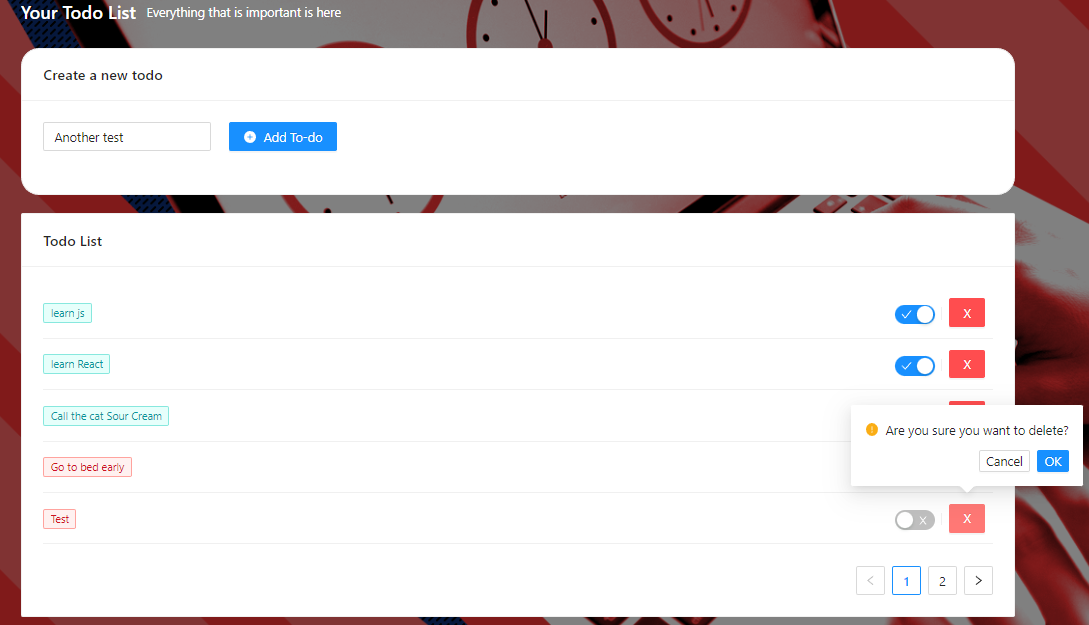 Your Todo List Everything that is important is here
Create a new todo
Another test
Add To-do
Todo List
learn js
X
learn React
X
Call the cat Sour Cream
Are you sure you want to delete?
Cancel OK
Go to bed early
Test
X
1 2